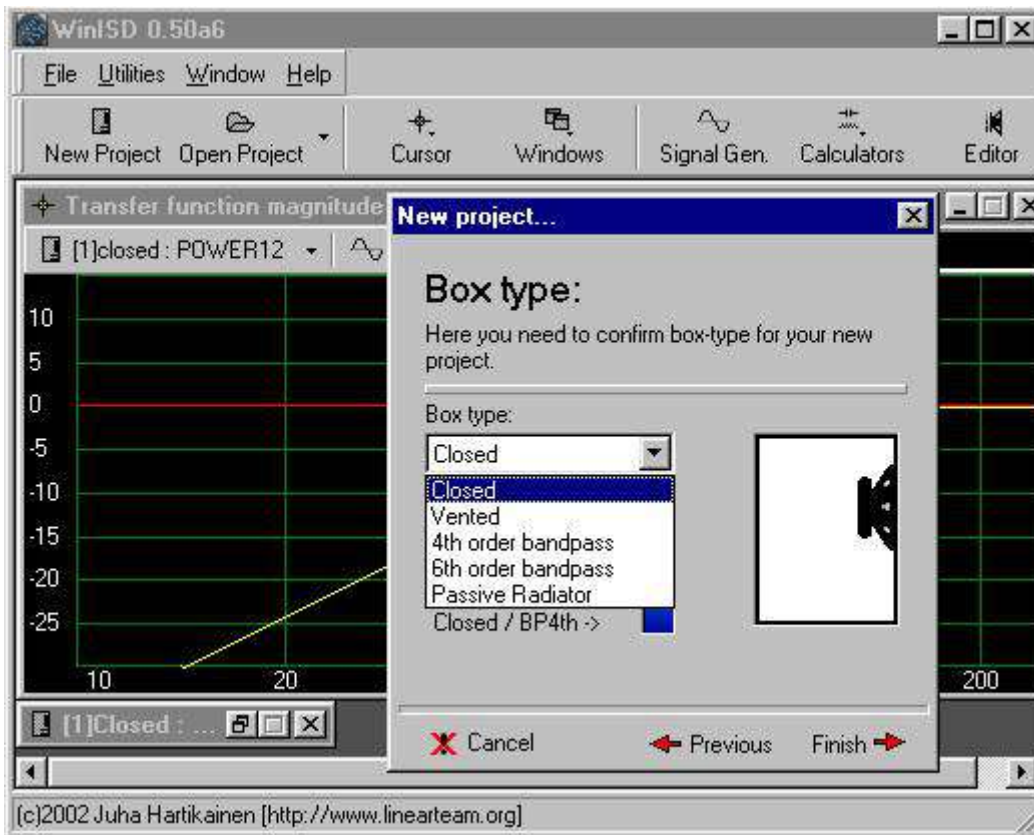 WinISD 0.50a6
File Utilities Window Help
New Project Open Project Cursor Windows Signal Gen. Calculators Editor
Transfer function magnitude
[1]closed : POWER12
10
5
0
-5
-10
-15
-20
-25
10 20 200
New project...
Box type:
Here you need to confirm box-type for your new
project.
Box type:
Closed
Closed
Vented
4th order bandpass
6th order bandpass
Passive Radiator
Closed / BP4th ->
Cancel Previous Finish
[1]Closed : ...
(c)2002 Juha Hartikainen [http://www.linearteam.org]